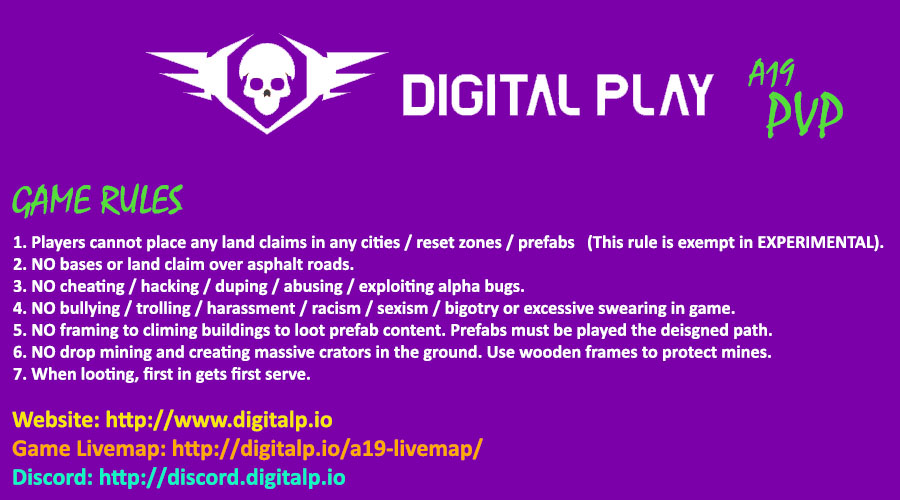 DIGITAL PLAY
A19
PVP
GAME RULES
1. Players cannot place any land claims in any cities / reset zones / prefabs (This rule is exempt in EXPERIMENTAL).
2. NO bases or land claim over asphalt roads.
3. NO cheating / hacking / duping / abusing / exploiting alpha bugs.
4. NO bullying / trolling / harassment / racism / sexism / bigotry or excessive swearing in game.
5. NO framing to climing buildings to loot prefab content. Prefabs must be played the deisgned path.
6. NO drop mining and creating massive crators in the ground. Use wooden frames to protect mines.
7. When looting, first in gets first serve.
Website: http://www.digitalp.io
Game Livemap: http://digitalp.io/a19-livemap/
Discord: http://discord.digitalp.io